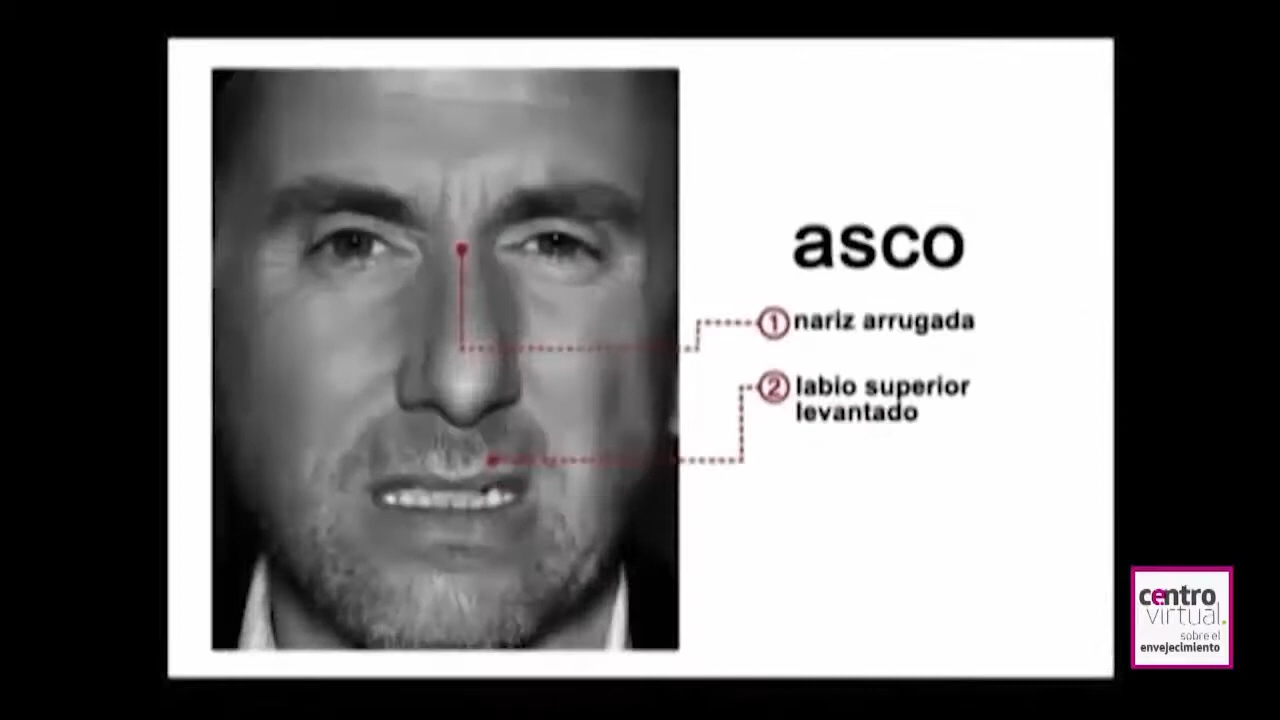 asco
1 nariz arrugada
2 labio superior
levantado
centro
virtual.
sobre el
envejecimiento